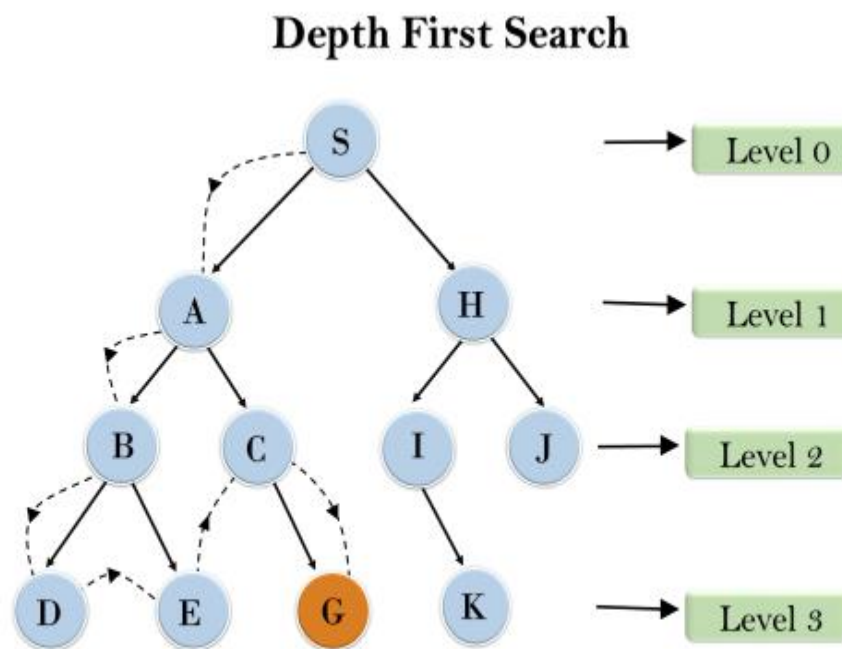 Depth First Search
S
Level 0
A
H
Level 1
B
C
I
J
Level 2
D
E
G
K
Level 3